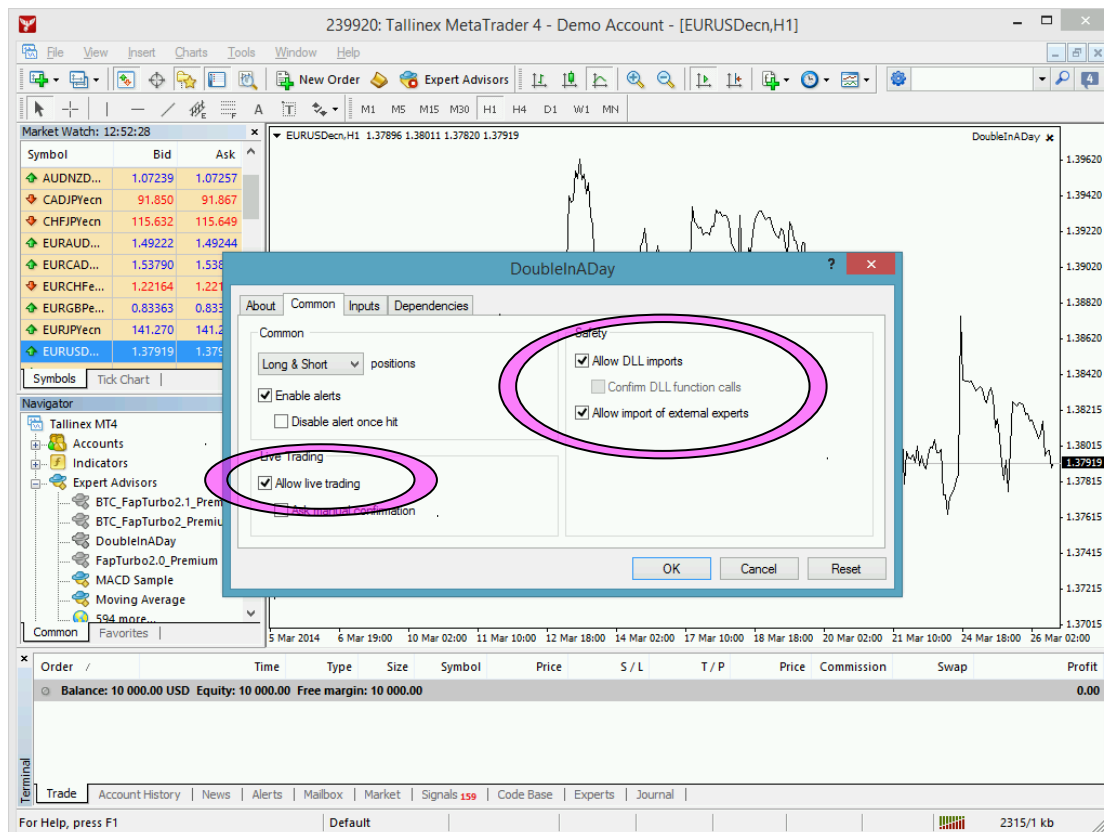 239920: Tallinex MetaTrader 4 - Demo Account - [EURUSDecn,H1]
File View Insert Charts Tools Window Help
New Order Expert Advisors 4
A T M1 M5 M15 M30 H1 H4 D1 W1 MN
Market Watch: 12:52:28
Symbol Bid Ask
AUDNZD... 1.07239 1.07257
CADJPYecn 91.850 91.867
CHFJPYecn 115.632 115.649
EURAUD... 1.49222 1.49244
EURCAD... 1.53790
EURCHFe... 1.22164
EURGBPe... 0.83363
EURJPYecn 141.270
EURUSD... 1.37919
Symbols Tick Chart
Navigator
Tallinex MT4
Accounts
Indicators
Expert Advisors
BTC_FapTurbo2.1_Prem
BTC_FapTurbo2_Premiu
DoubleInADay
FapTurbo2.0_Premium
MACD Sample
Moving Average
594 more...
Common Favorites
EURUSDecn,H1 1.37896 1.38011 1.37820 1.37919
DoubleInADay
1.39620
1.39420
1.39220
1.39020
1.38820
1.38620
1.38420
1.38215
1.38015
1.37919
1.37815
1.37615
1.37415
1.37215
1.37015
5 Mar 2014 6 Mar 19:00 10 Mar 02:00 11 Mar 10:00 12 Mar 18:00 14 Mar 02:00 17 Mar 10:00 18 Mar 18:00 20 Mar 02:00 21 Mar 10:00 24 Mar 18:00 26 Mar 02:00
DoubleInADay
?
About Common Inputs Dependencies
Common
Long & Short positions
Enable alerts
Disable alert once hit
Live Trading
Allow live trading
Ask manual confirmation
Safety
Allow DLL imports
Confirm DLL function calls
Allow import of external experts
OK Cancel Reset
Order / Time Type Size Symbol Price S / L T / P Price Commission Swap Profit
Balance: 10 000.00 USD Equity: 10 000.00 Free margin: 10 000.00 0.00
Terminal
Trade Account History News Alerts Mailbox Market Signals 159 Code Base Experts Journal
For Help, press F1 Default 2315/1 kb